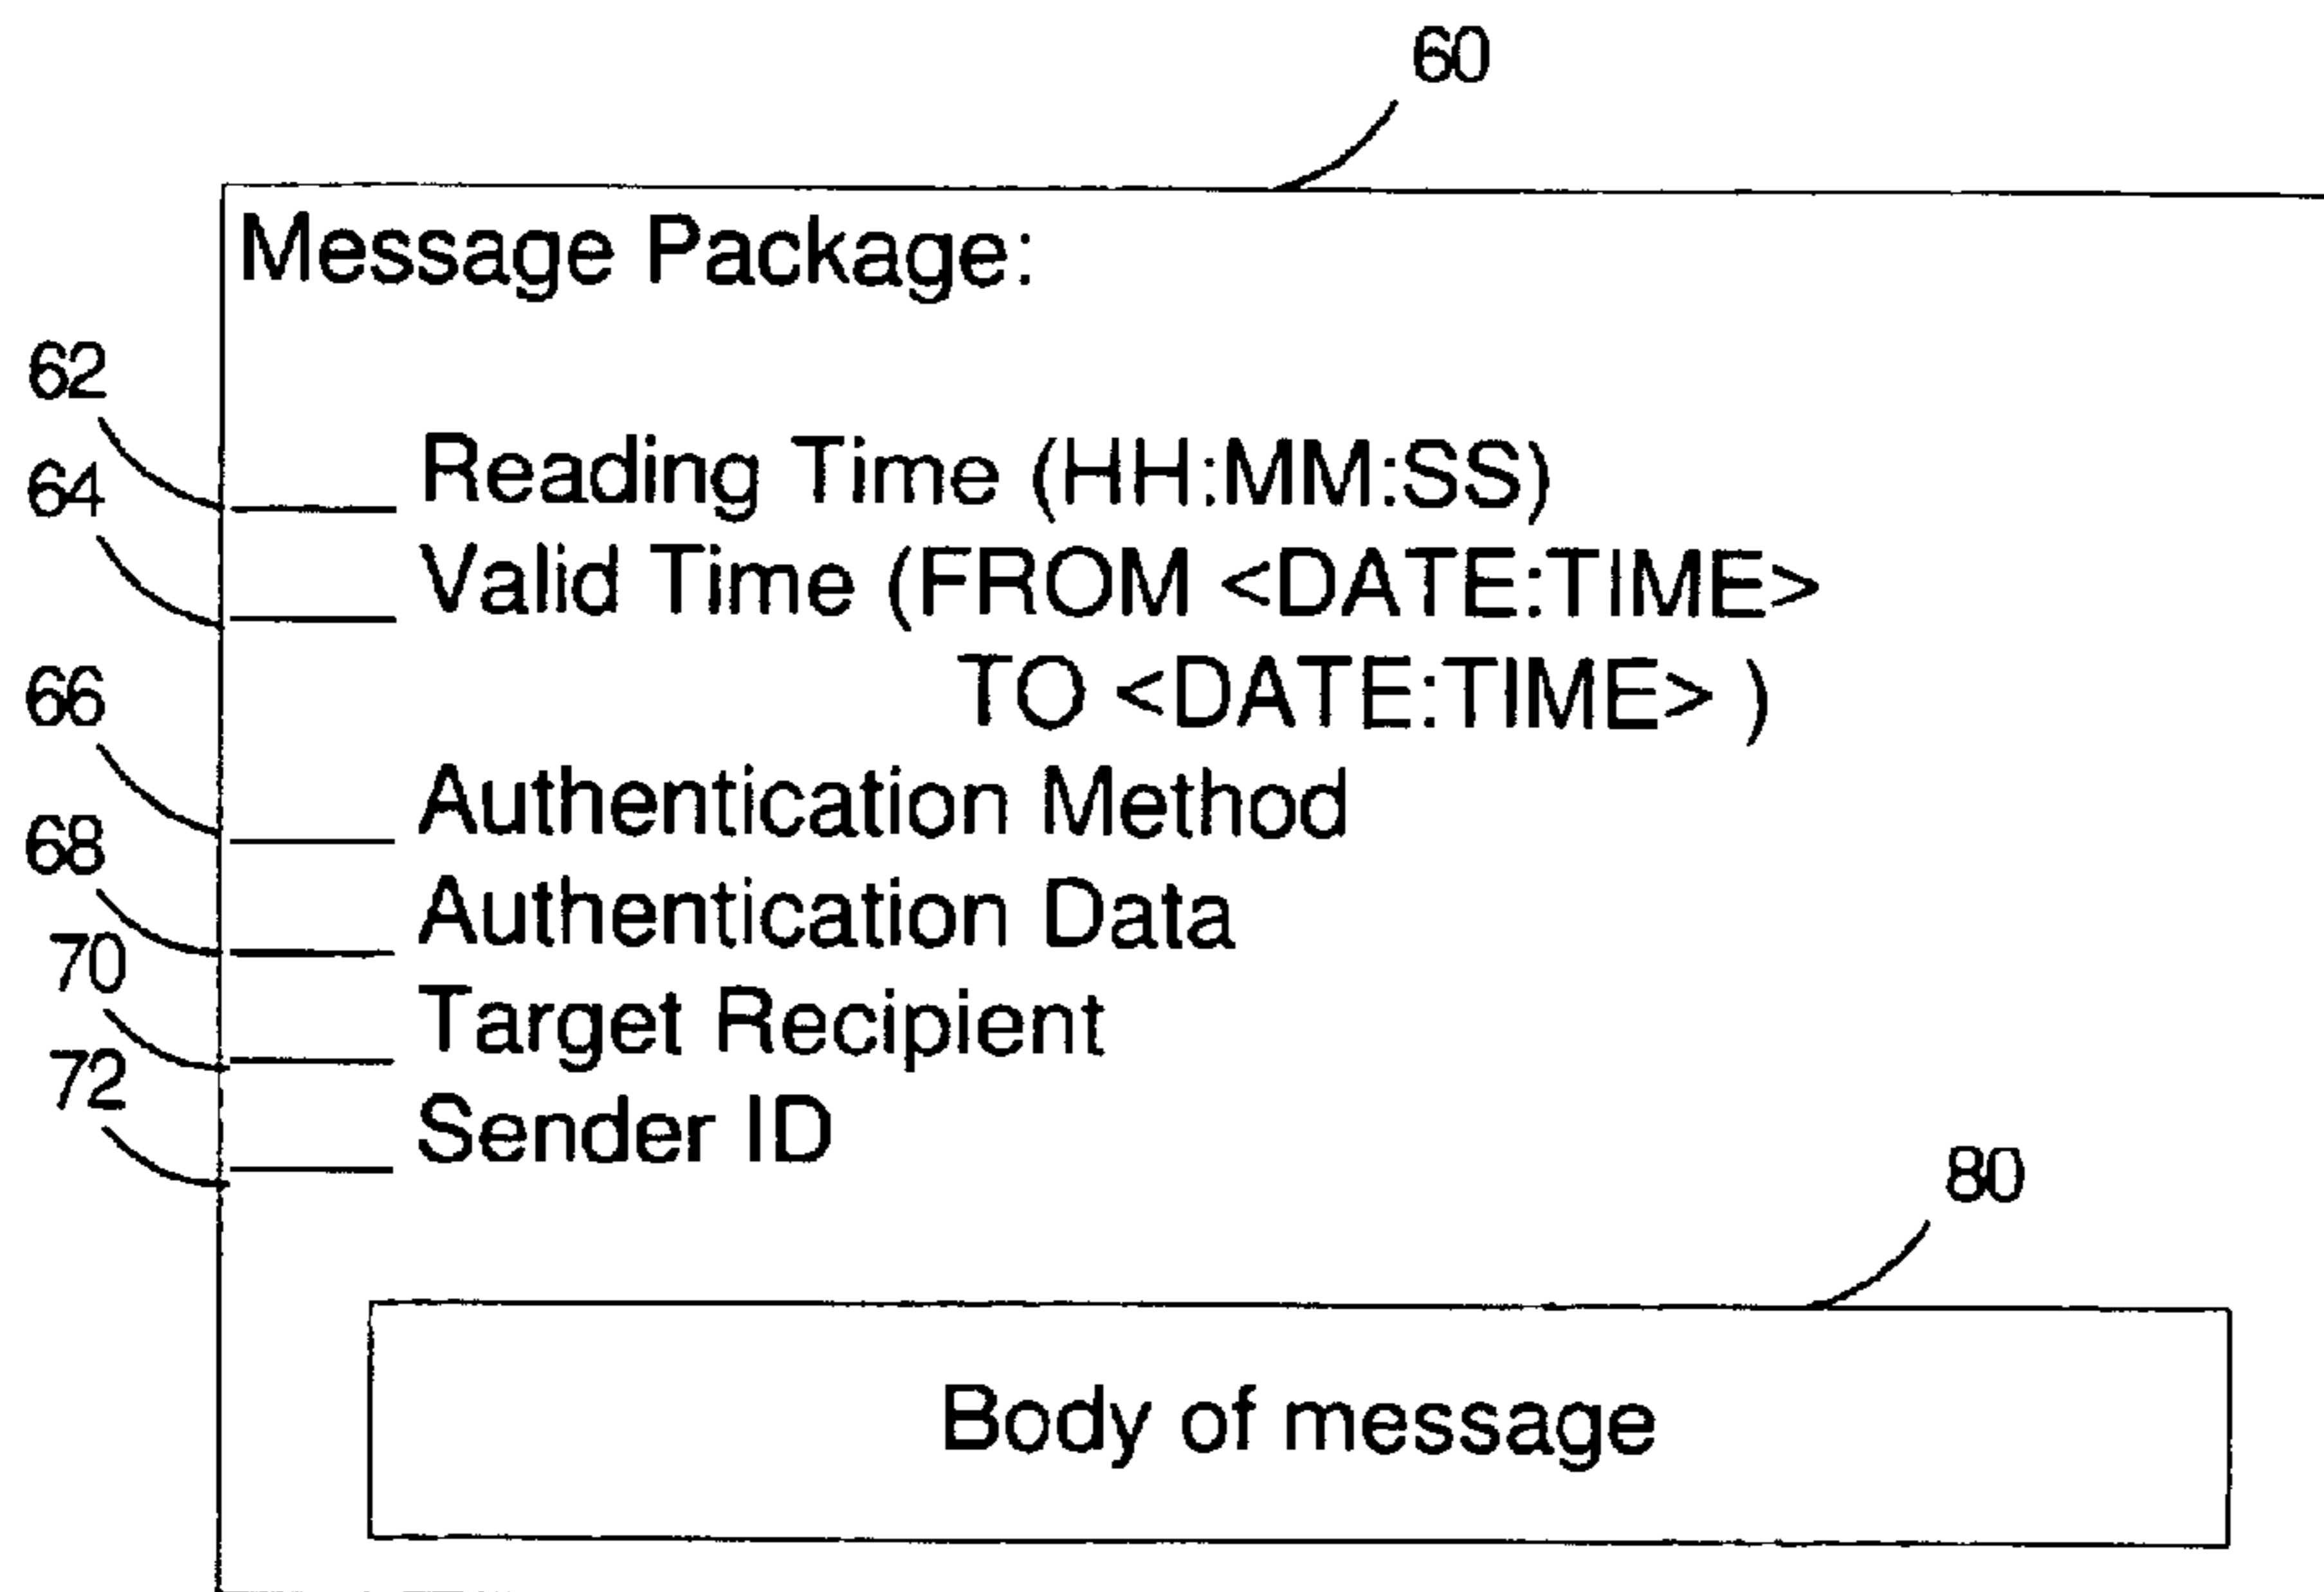 60
Message Package:
62
Reading Time (HH:MM:SS)
64
Valid Time (FROM <DATE:TIME>
TO <DATE:TIME> )
66
Authentication Method
68
Authentication Data
70
Target Recipient
72
Sender ID
80
Body of message